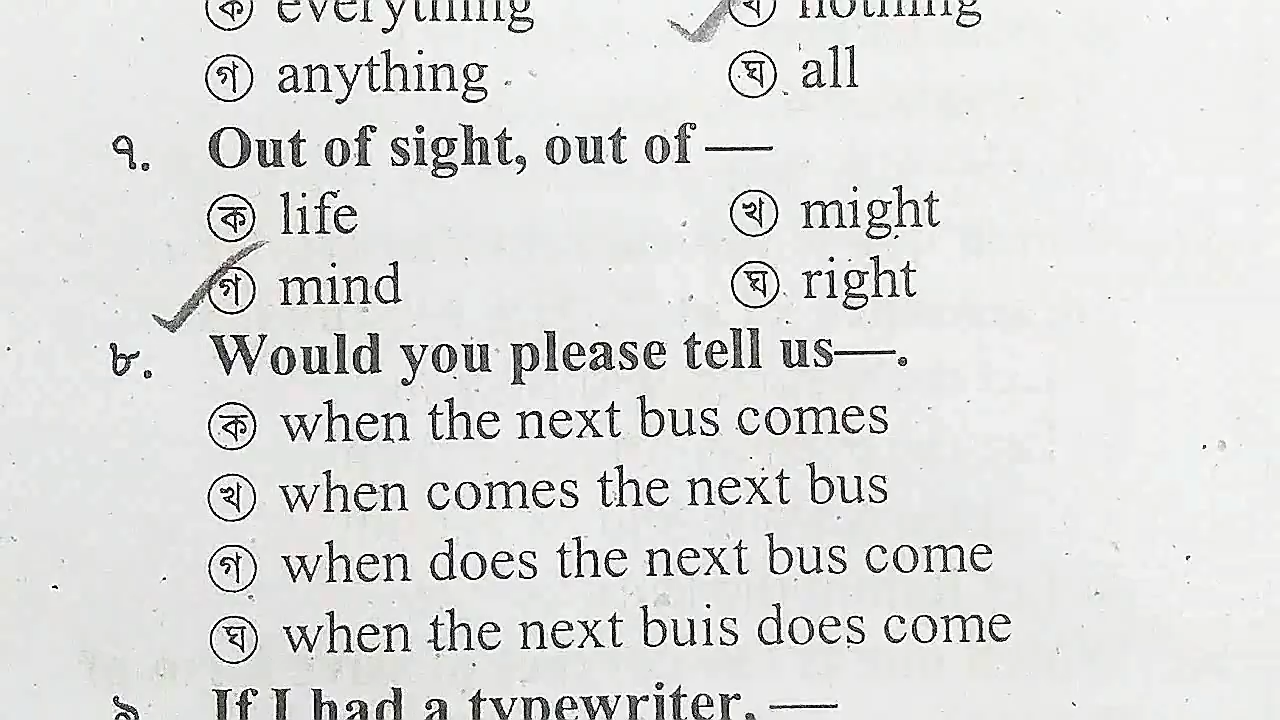 ক everything খ nothing
গ anything ঘ all
৭. Out of sight, out of —
ক life খ might
গ mind ঘ right
৮. Would you please tell us—.
ক when the next bus comes
খ when comes the next bus
গ when does the next bus come
ঘ when the next buis does come
৯. If I had a typewriter, —